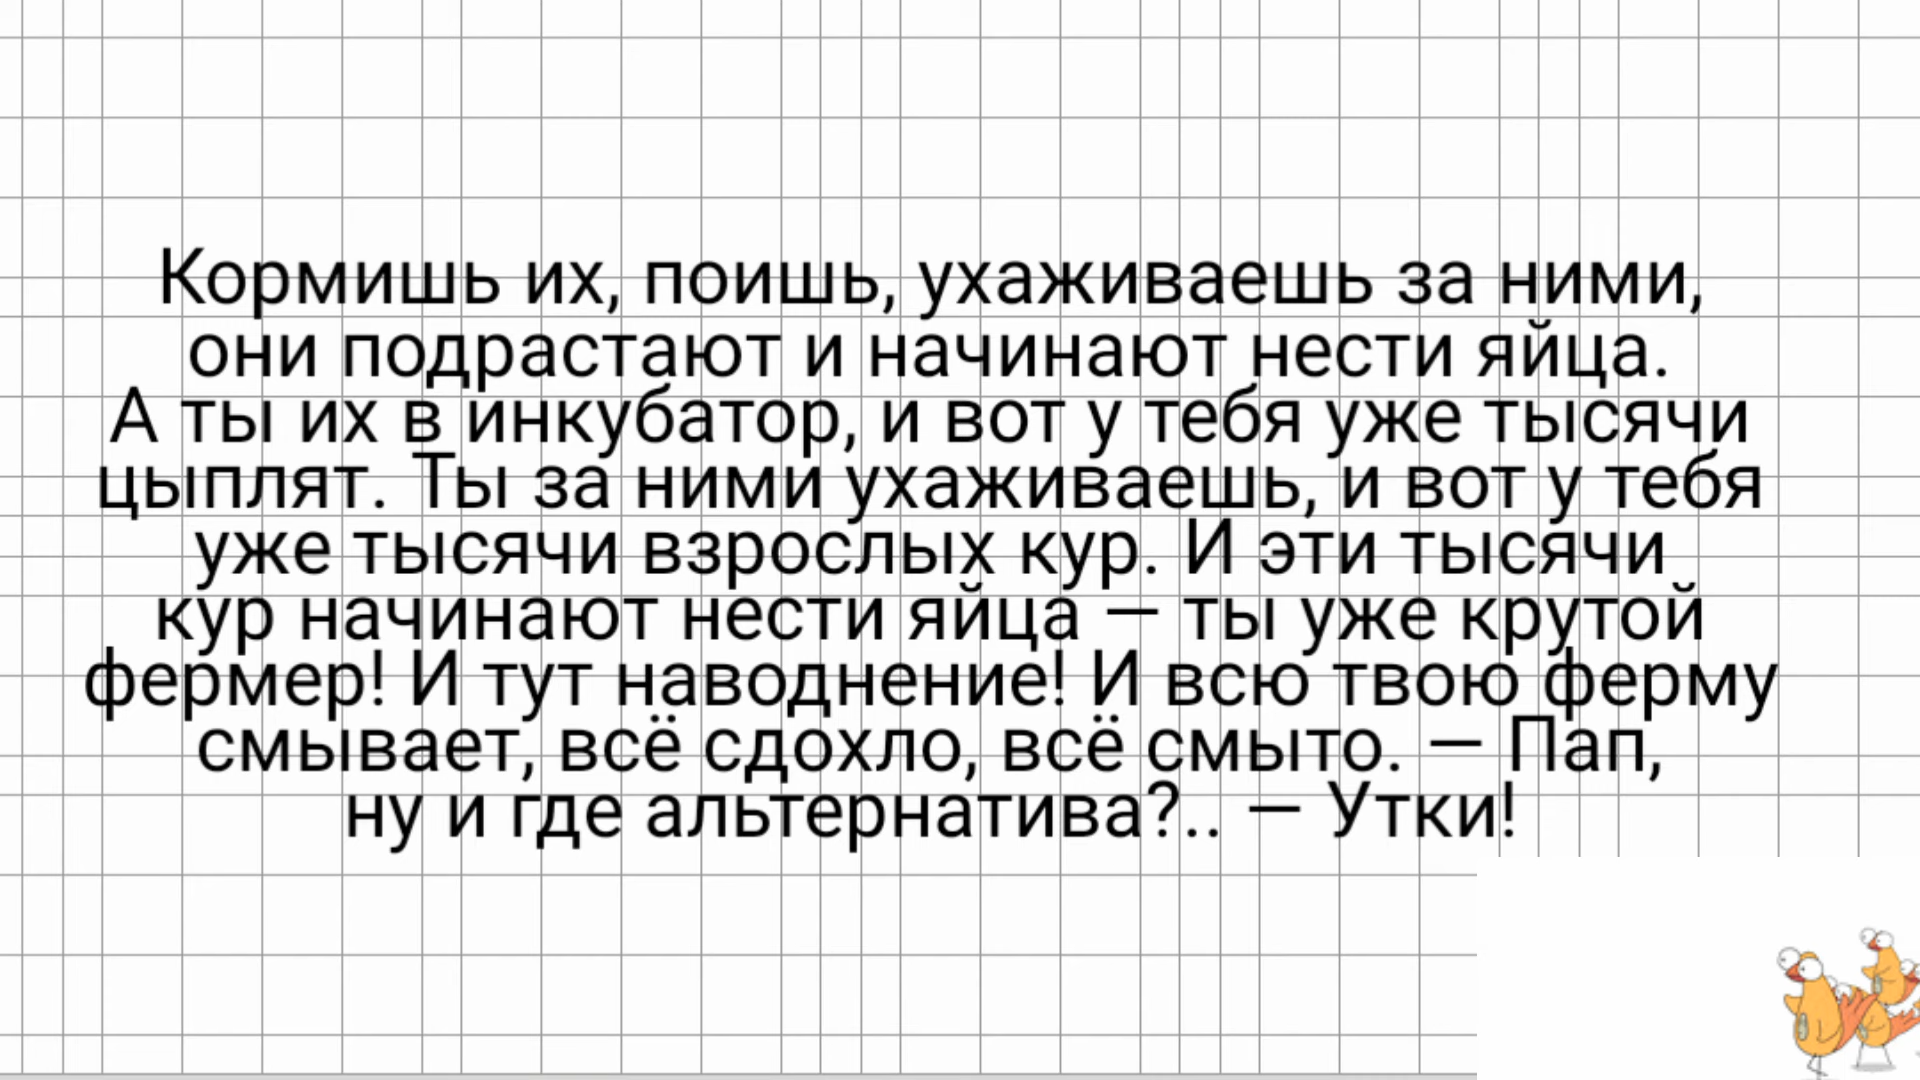 Кормишь их, поишь, ухаживаешь за ними,
они подрастают и начинают нести яйца.
А ты их в инкубатор, и вот у тебя уже тысячи
цыплят. Ты за ними ухаживаешь, и вот у тебя
уже тысячи взрослых кур. И эти тысячи
кур начинают нести яйца — ты уже крутой
фермер! И тут наводнение! И всю твою ферму
смывает, всё сдохло, всё смыто. — Пап,
ну и где альтернатива?.. — Утки!